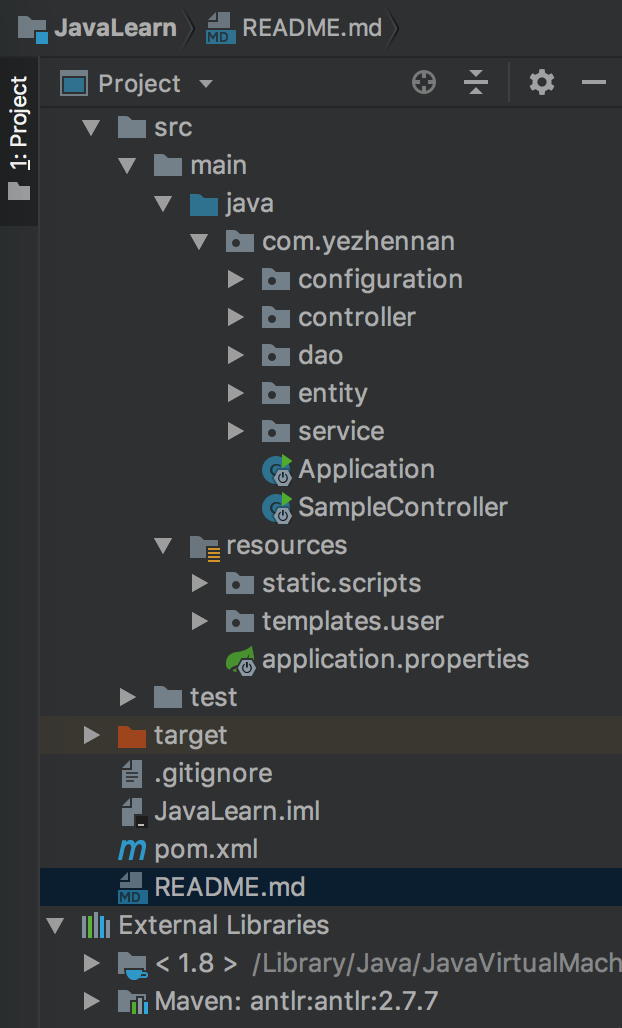 JavaLearn README.md
1: Project
Project
src
main
java
com.yezhennan
configuration
controller
dao
entity
service
Application
SampleController
resources
static.scripts
templates.user
application.properties
test
target
.gitignore
JavaLearn.iml
pom.xml
README.md
External Libraries
< 1.8 > /Library/Java/JavaVirtualMach
Maven: antlr:antlr:2.7.7